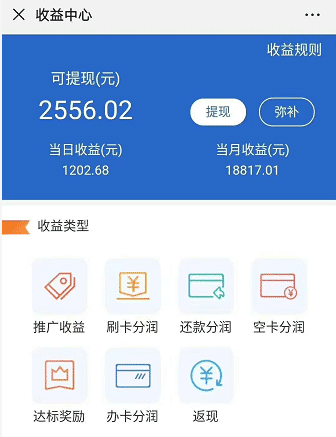 收益中心
收益规则
可提现(元)
2556.02
提现
弥补
当日收益(元)
当月收益(元)
1202.68
18817.01
收益类型
推广收益
刷卡分润
还款分润
空卡分润
达标奖励
办卡分润
返现